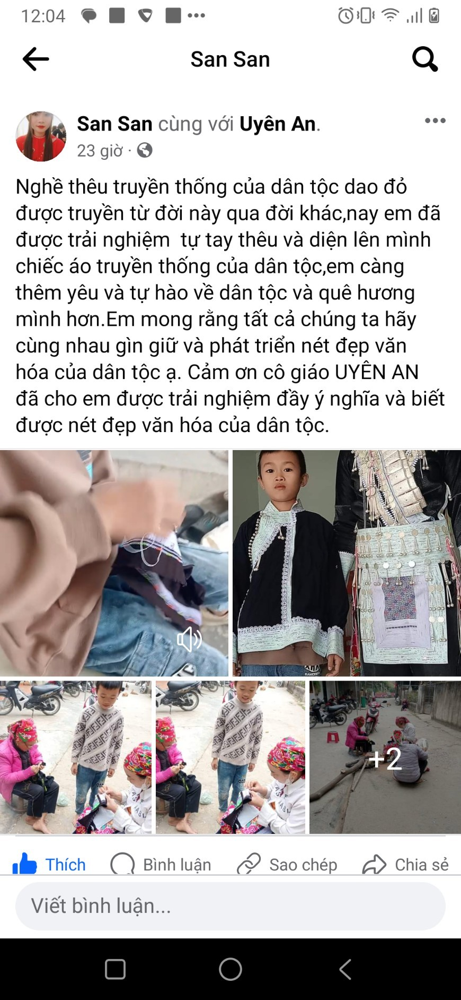 12:04
San San
San San cùng với Uyên An.
23 giờ ·
Nghề thêu truyền thống của dân tộc dao đỏ
được truyền từ đời này qua đời khác,nay em đã
được trải nghiệm  tự tay thêu và diện lên mình
chiếc áo truyền thống của dân tộc,em càng
thêm yêu và tự hào về dân tộc và quê hương
mình hơn.Em mong rằng tất cả chúng ta hãy
cùng nhau gìn giữ và phát triển nét đẹp văn
hóa của dân tộc ạ. Cảm ơn cô giáo UYÊN AN
đã cho em được trải nghiệm đầy ý nghĩa và biết
được nét đẹp văn hóa của dân tộc.
+2
Thích Bình luận Sao chép Chia sẻ
Viết bình luận...